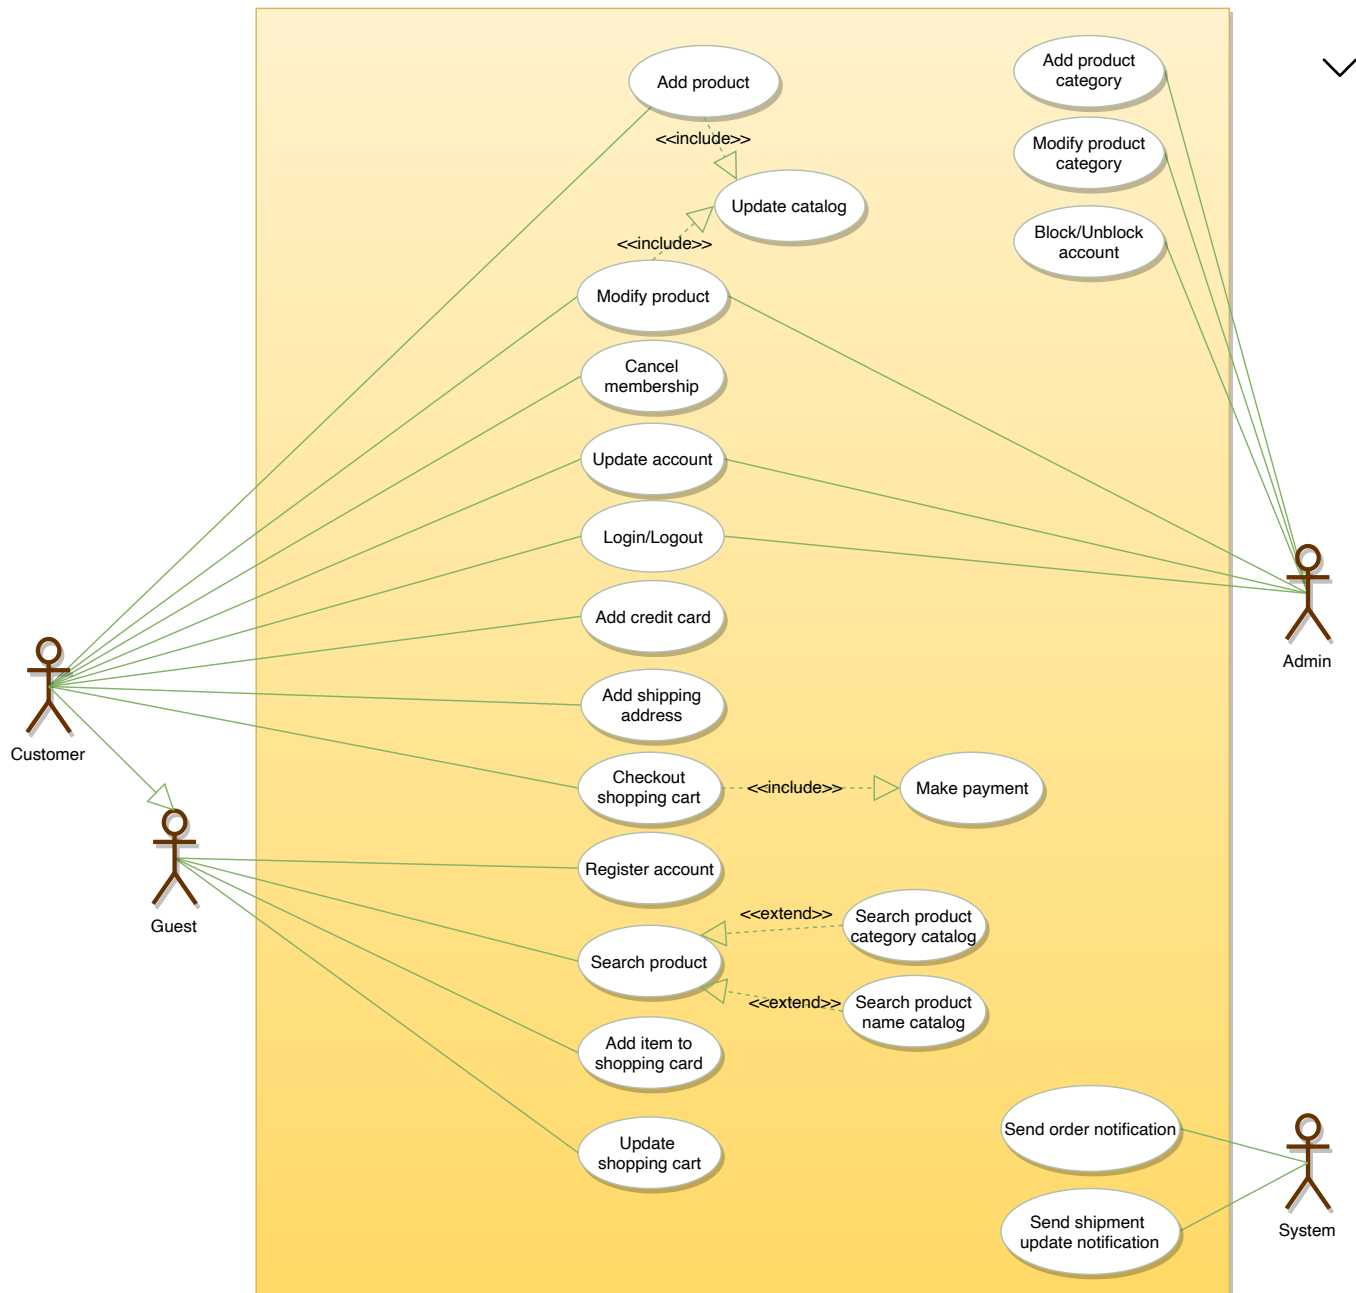 Add product
Add product
category
<<include>>
Modify product
category
Update catalog
Block/Unblock
account
<<include>>
Modify product
Cancel
membership
Update account
Login/Logout
Add credit card
Admin
Add shipping
address
Customer
Checkout
shopping cart
<<include>>
Make payment
Register account
Guest
<<extend>>
Search product
category catalog
Search product
<<extend>>
Search product
name catalog
Add item to
shopping card
Send order notification
Update
shopping cart
Send shipment
update notification
System